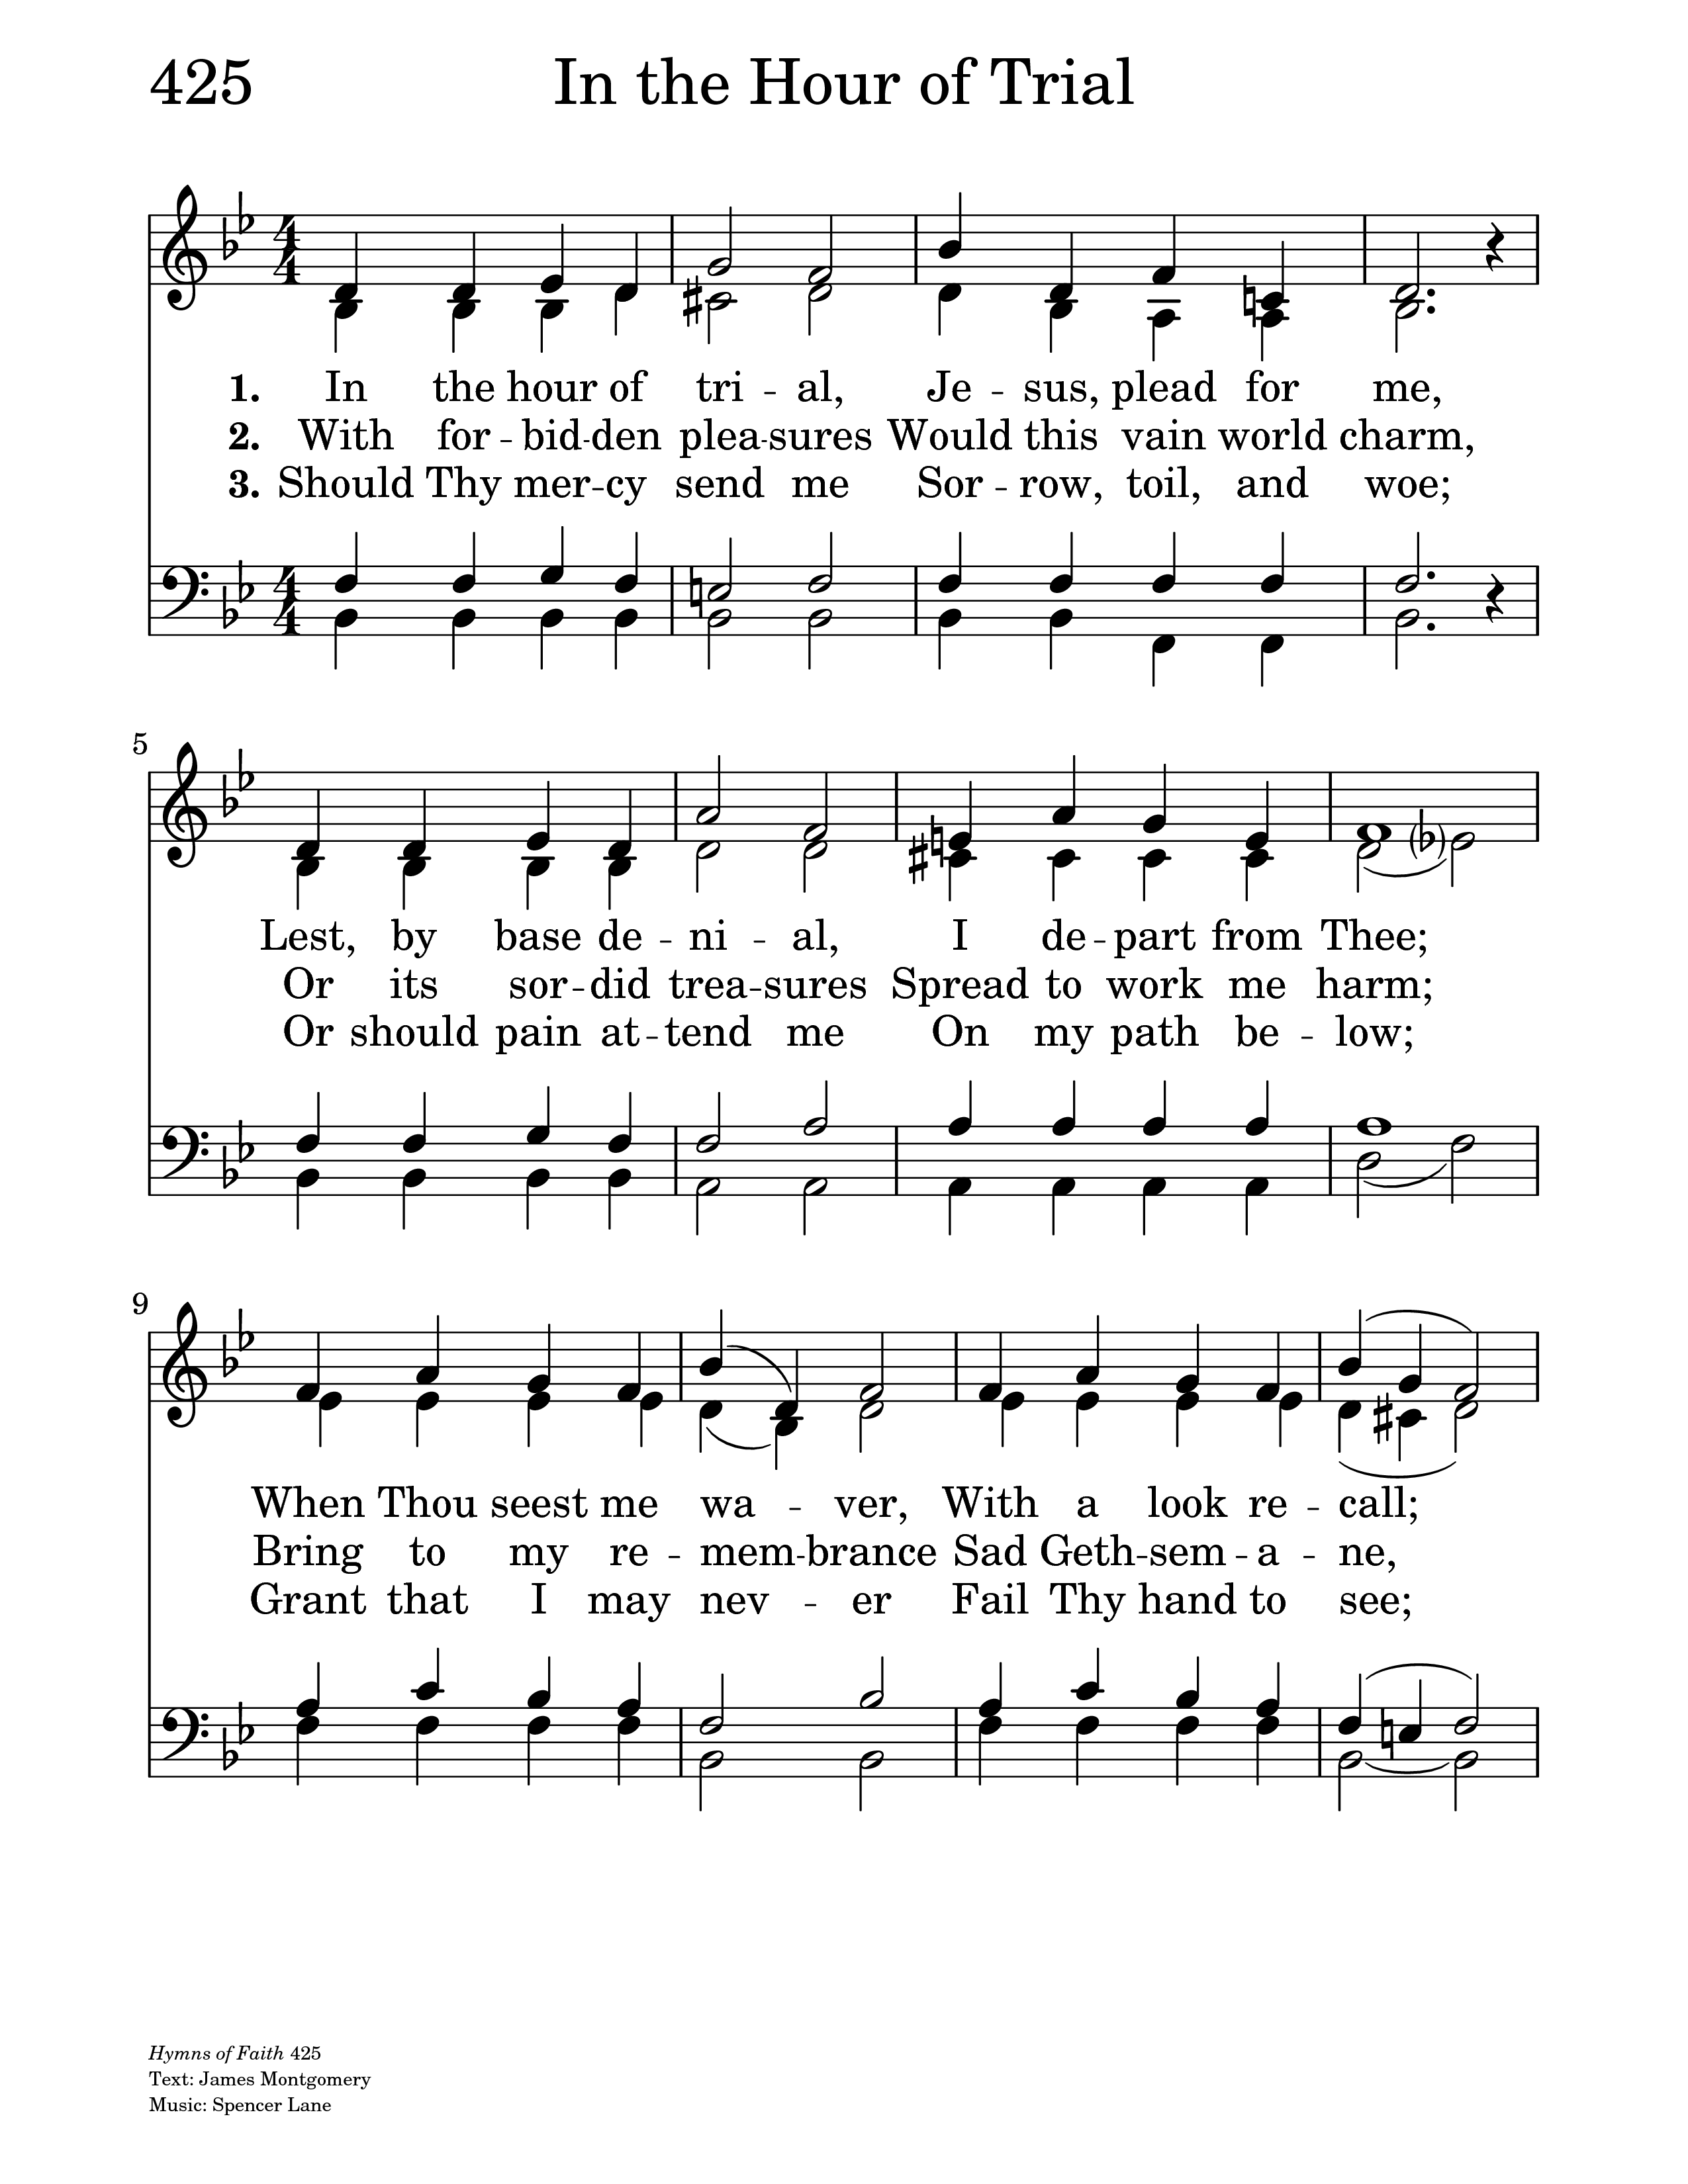 425 In the Hour of Trial
4 4
1. In the hour of tri -- al, Je -- sus, plead for me,
2. With for -- bid -- den plea -- sures Would this vain world charm,
3. Should Thy mer -- cy send me Sor -- row, toil, and woe;
4 4
5
Lest, by base de -- ni -- al, I de -- part from Thee;
Or its sor -- did trea -- sures Spread to work me harm;
Or should pain at -- tend me On my path be -- low;
9
When Thou seest me wa -- ver, With a look re -- call;
Bring to my re -- mem -- brance Sad Geth -- sem -- a -- ne,
Grant that I may nev -- er Fail Thy hand to see;
Hymns of Faith 425
Text: James Montgomery
Music: Spencer Lane